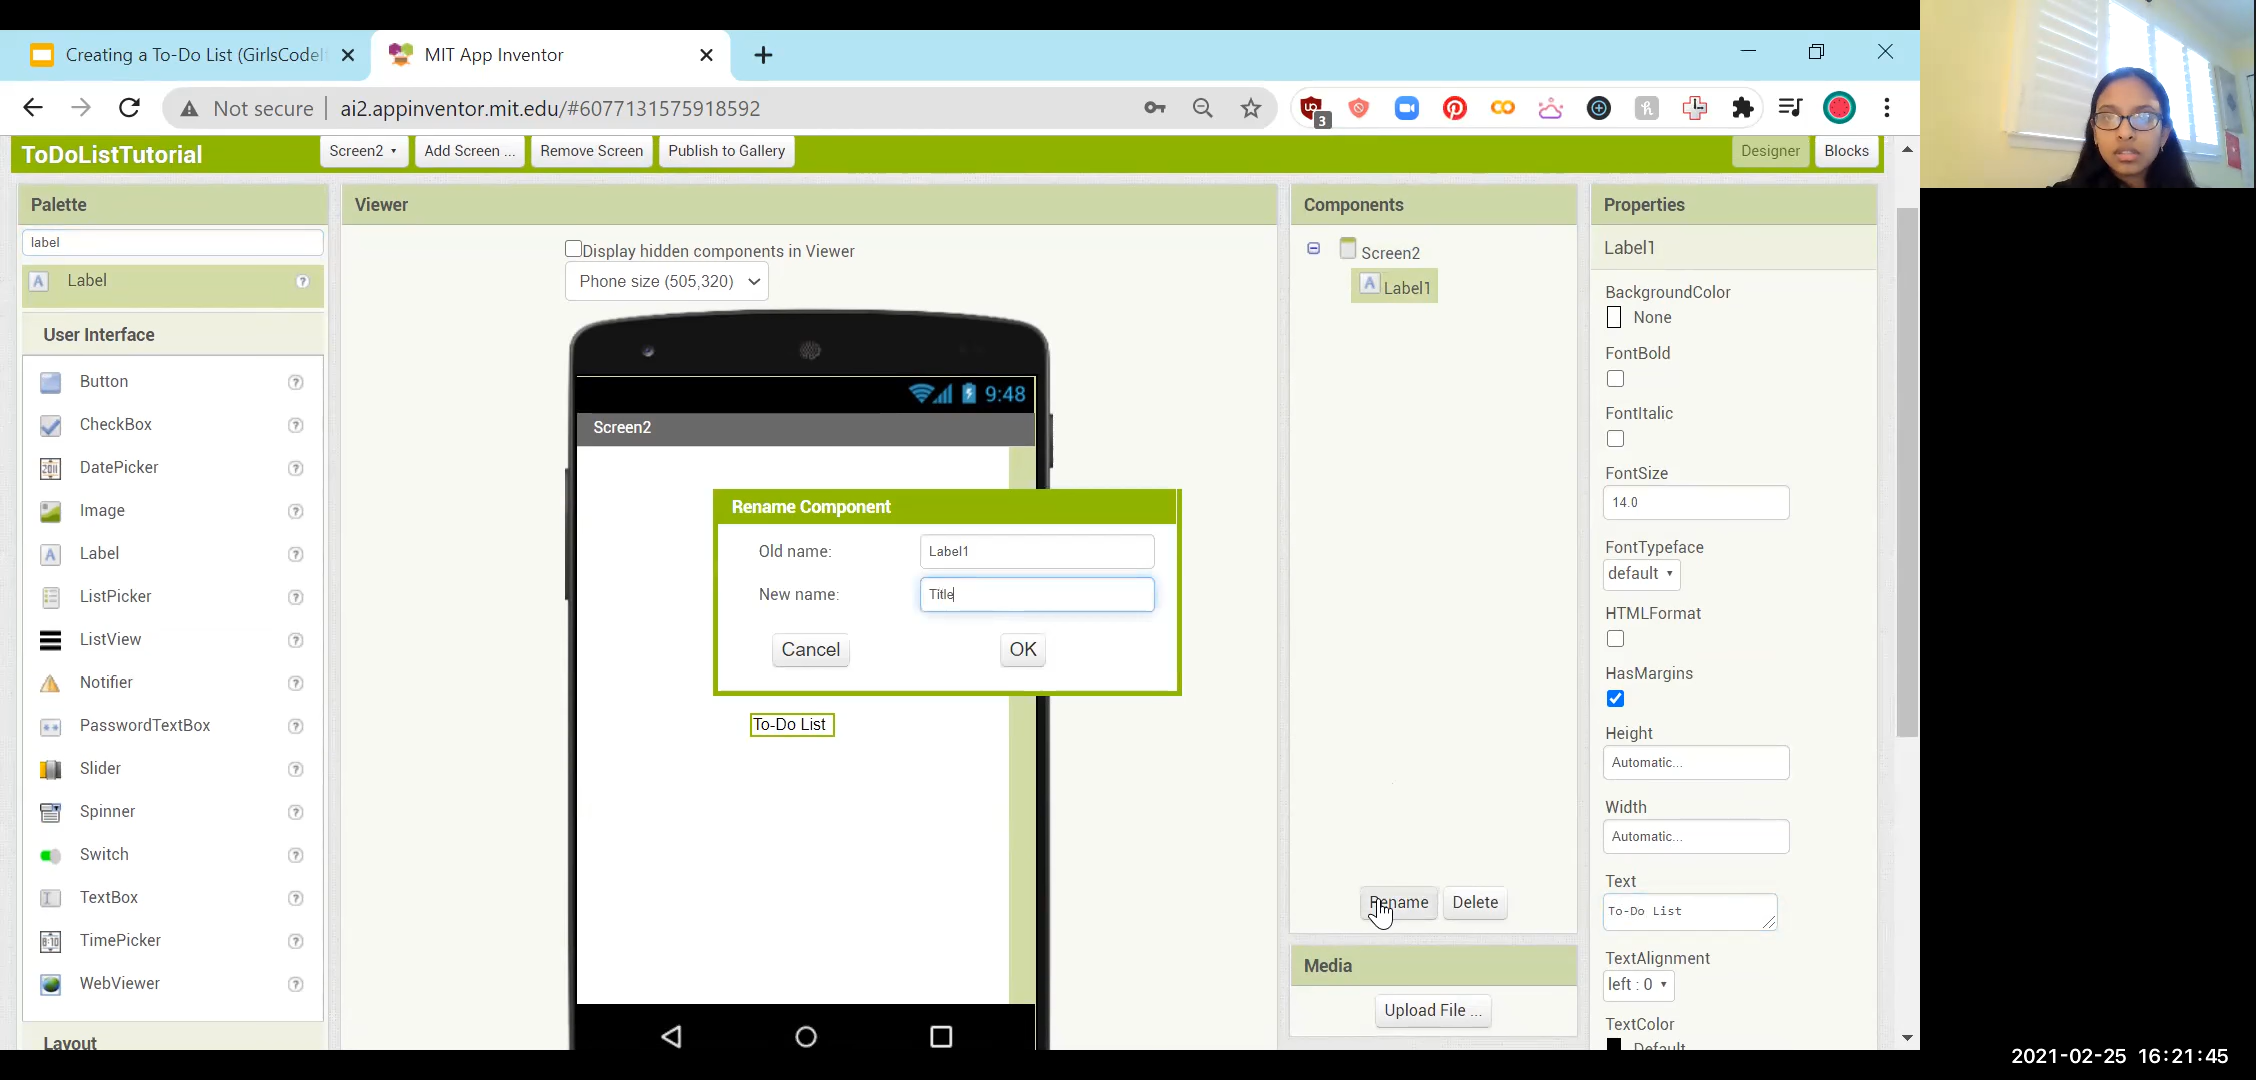 Creating a To-Do List (GirlsCodeI
MIT App Inventor
Not secure
ai2.appinventor.mit.edu/#6077131575918592
3
ToDoListTutorial
Screen2
Add Screen ...
Remove Screen
Publish to Gallery
Designer
Blocks
Palette
label
Label
User Interface
Button
CheckBox
DatePicker
Image
Label
ListPicker
ListView
Notifier
PasswordTextBox
Slider
Spinner
Switch
TextBox
TimePicker
WebViewer
Layout
Viewer
Display hidden components in Viewer
Phone size (505,320)
9:48
Screen2
Rename Component
Old name:
Label1
New name:
Title
Cancel
OK
To-Do List
Components
Screen2
Label1
Rename
Delete
Media
Upload File ...
Properties
Label1
BackgroundColor
None
FontBold
FontItalic
FontSize
14.0
FontTypeface
default
HTMLFormat
HasMargins
Height
Automatic...
Width
Automatic...
Text
To-Do List
TextAlignment
left : 0
TextColor
Default
2021-02-25 16:21:45